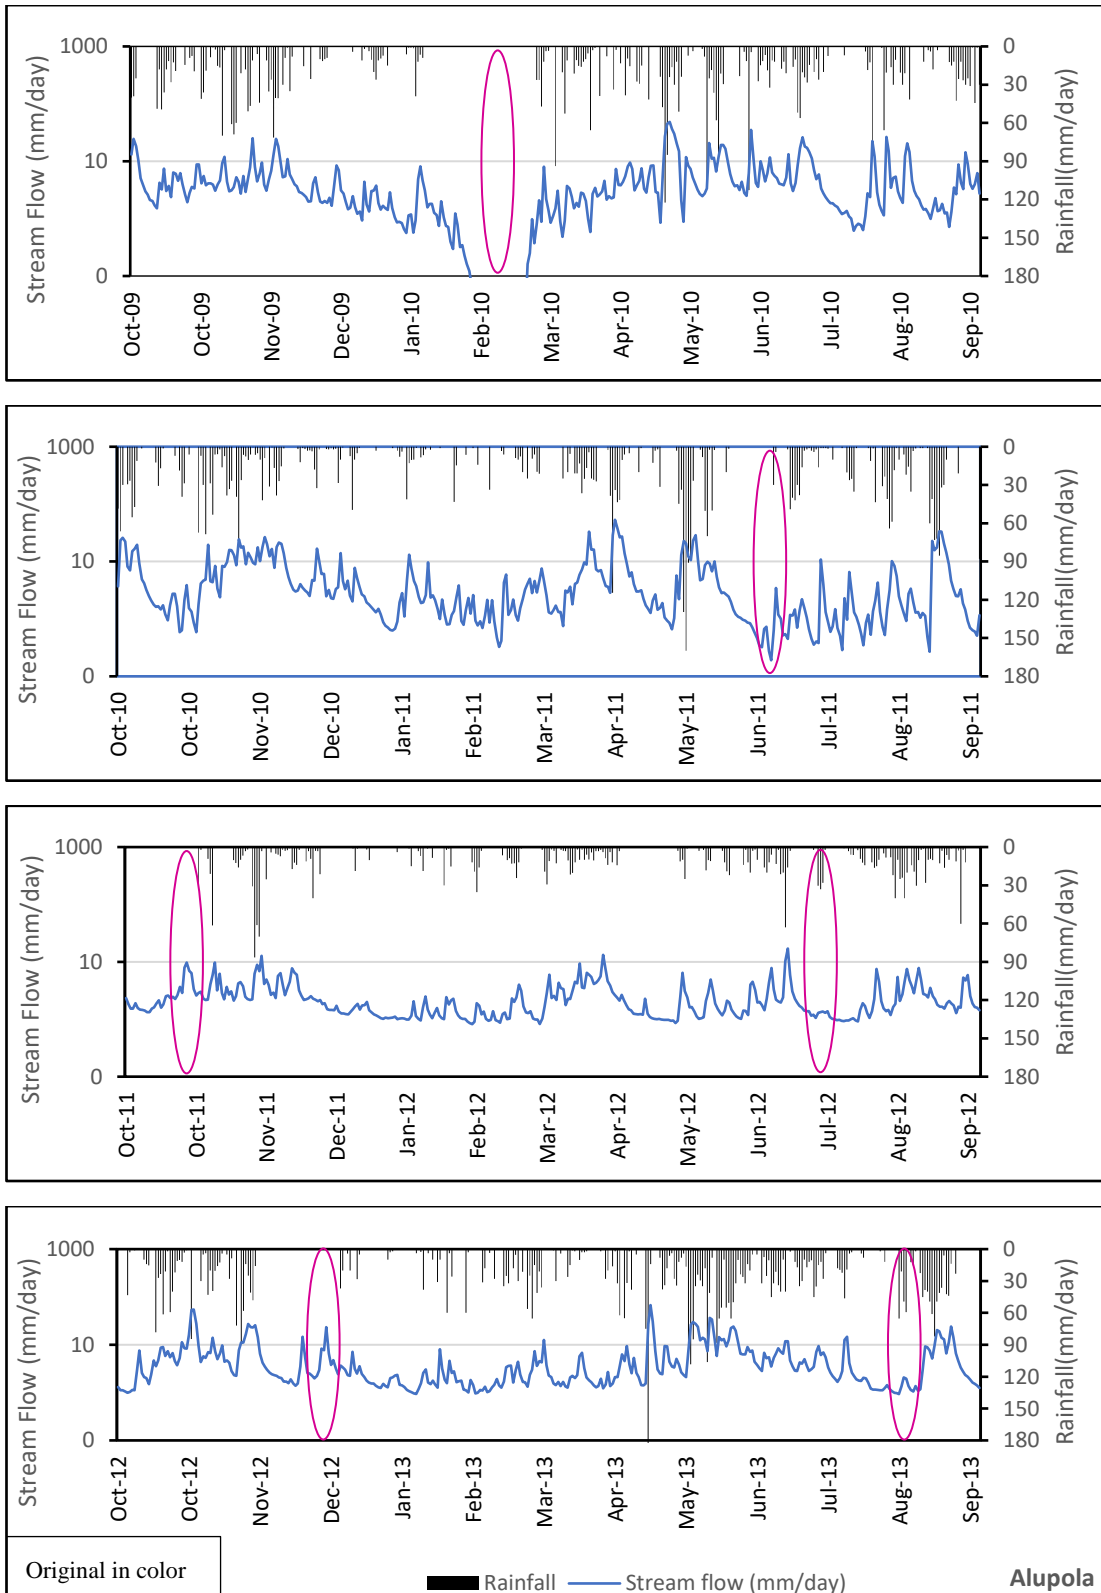 Stream Flow (mm/day)
1000
10
0
0
30
60
90
120
150
180
Rainfall(mm/day)
Oct-09
Oct-09
Nov-09
Dec-09
Jan-10
Feb-10
Mar-10
Apr-10
May-10
Jun-10
Jul-10
Aug-10
Sep-10
Stream Flow (mm/day)
1000
10
0
0
30
60
90
120
150
180
Rainfall(mm/day)
Oct-10
Oct-10
Nov-10
Dec-10
Jan-11
Feb-11
Mar-11
Apr-11
May-11
Jun-11
Jul-11
Aug-11
Sep-11
Stream Flow (mm/day)
1000
10
0
0
30
60
90
120
150
180
Rainfall(mm/day)
Oct-11
Oct-11
Nov-11
Dec-11
Jan-12
Feb-12
Mar-12
Apr-12
May-12
Jun-12
Jul-12
Aug-12
Sep-12
Stream Flow (mm/day)
1000
10
0
0
30
60
90
120
150
180
Rainfall(mm/day)
Oct-12
Oct-12
Nov-12
Dec-12
Jan-13
Feb-13
Mar-13
Apr-13
May-13
Jun-13
Jul-13
Aug-13
Sep-13
Original in color
Rainfall
Stream flow (mm/day)
Alupola